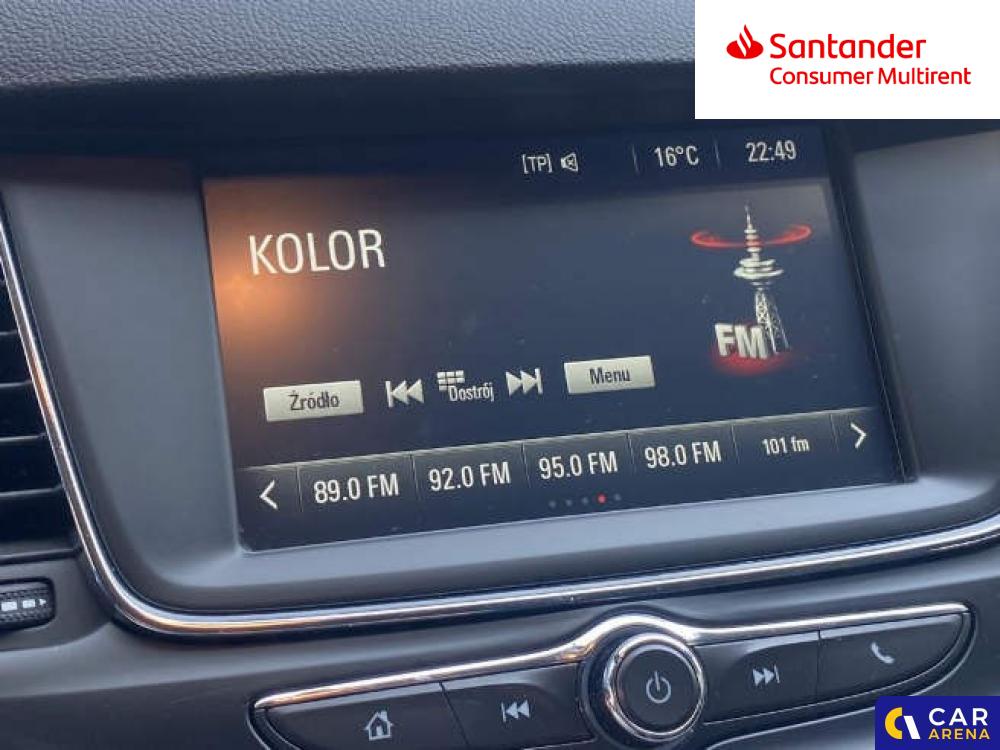 Santander
Consumer Multirent
[TP] 16°C 22:49
KOLOR
FM
Źródło Dostrój Menu
89.0 FM 92.0 FM 95.0 FM 98.0 FM 101 fm
CAR
ARENA